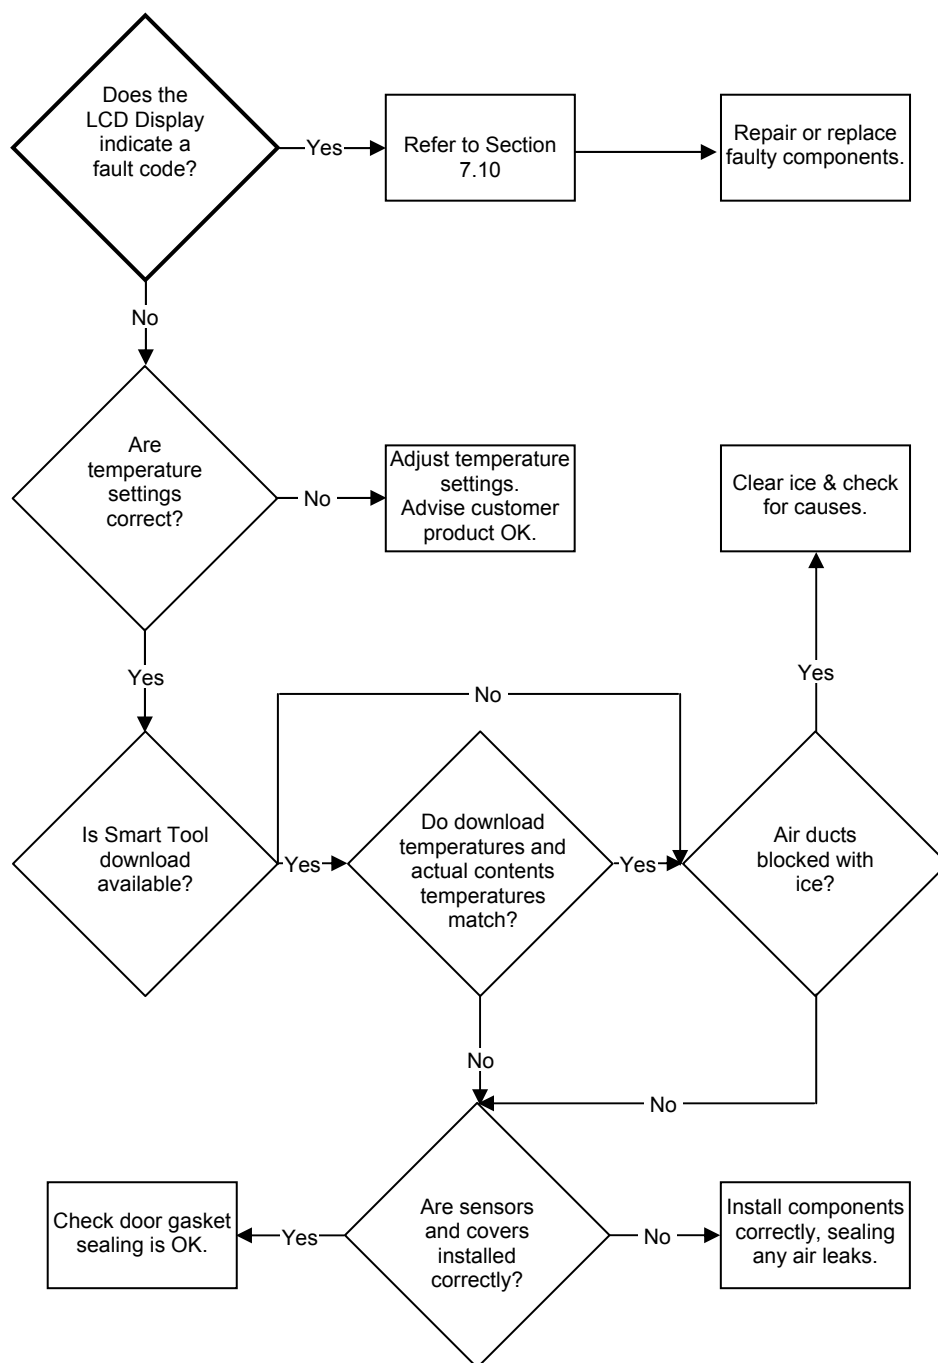 Does the
LCD Display
indicate a
fault code?
Yes
Refer to Section
7.10
Repair or replace
faulty components.
No
Are
temperature
settings
correct?
No
Adjust temperature
settings.
Advise customer
product OK.
Clear ice & check
for causes.
Yes
No
Yes
Is Smart Tool
download
available?
Yes
Do download
temperatures and
actual contents
temperatures
match?
Yes
Air ducts
blocked with
ice?
No
No
Check door gasket
sealing is OK.
Yes
Are sensors
and covers
installed
correctly?
No
Install components
correctly, sealing
any air leaks.